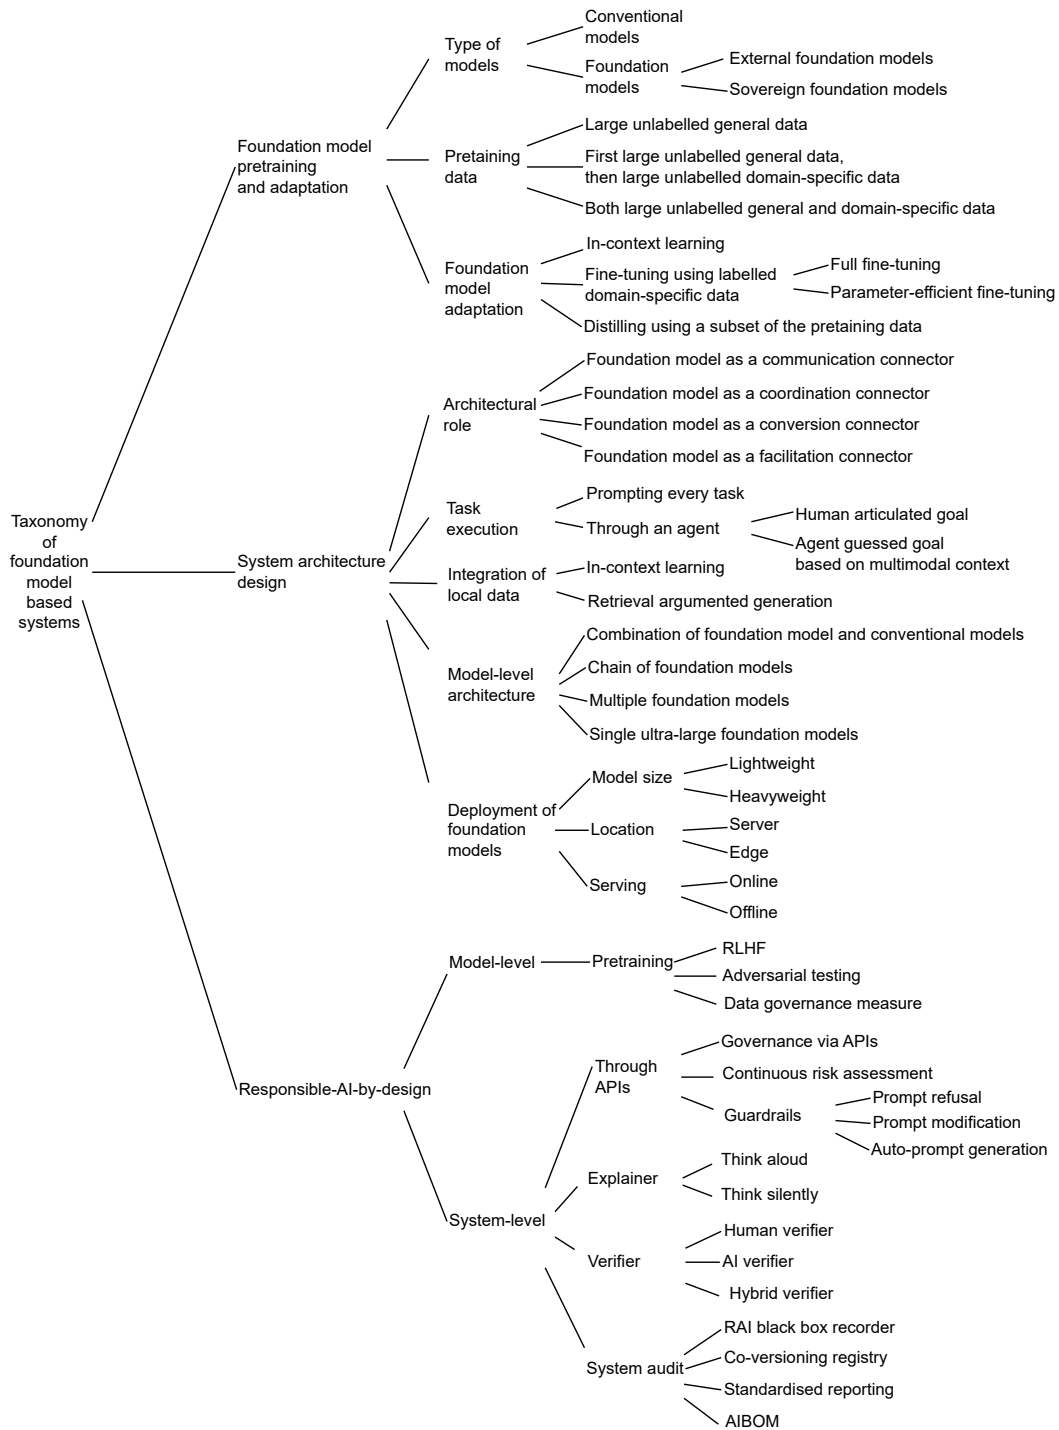 Taxonomy
of
foundation
model
based
systems
Foundation model
pretraining
and adaptation
Type of
models
Conventional
models
Foundation
models
External foundation models
Sovereign foundation models
Pretaining
data
Large unlabelled general data
First large unlabelled general data,
then large unlabelled domain-specific data
Both large unlabelled general and domain-specific data
Foundation
model
adaptation
In-context learning
Fine-tuning using labelled
domain-specific data
Full fine-tuning
Parameter-efficient fine-tuning
Distilling using a subset of the pretaining data
System architecture
design
Architectural
role
Foundation model as a communication connector
Foundation model as a coordination connector
Foundation model as a conversion connector
Foundation model as a facilitation connector
Task
execution
Prompting every task
Through an agent
Human articulated goal
Agent guessed goal
based on multimodal context
Integration of
local data
In-context learning
Retrieval argumented generation
Model-level
architecture
Combination of foundation model and conventional models
Chain of foundation models
Multiple foundation models
Single ultra-large foundation models
Deployment of
foundation
models
Model size
Lightweight
Heavyweight
Location
Server
Edge
Serving
Online
Offline
Responsible-AI-by-design
Model-level
Pretraining
RLHF
Adversarial testing
Data governance measure
System-level
Through
APIs
Governance via APIs
Continuous risk assessment
Guardrails
Prompt refusal
Prompt modification
Auto-prompt generation
Explainer
Think aloud
Think silently
Verifier
Human verifier
AI verifier
Hybrid verifier
System audit
RAI black box recorder
Co-versioning registry
Standardised reporting
AIBOM